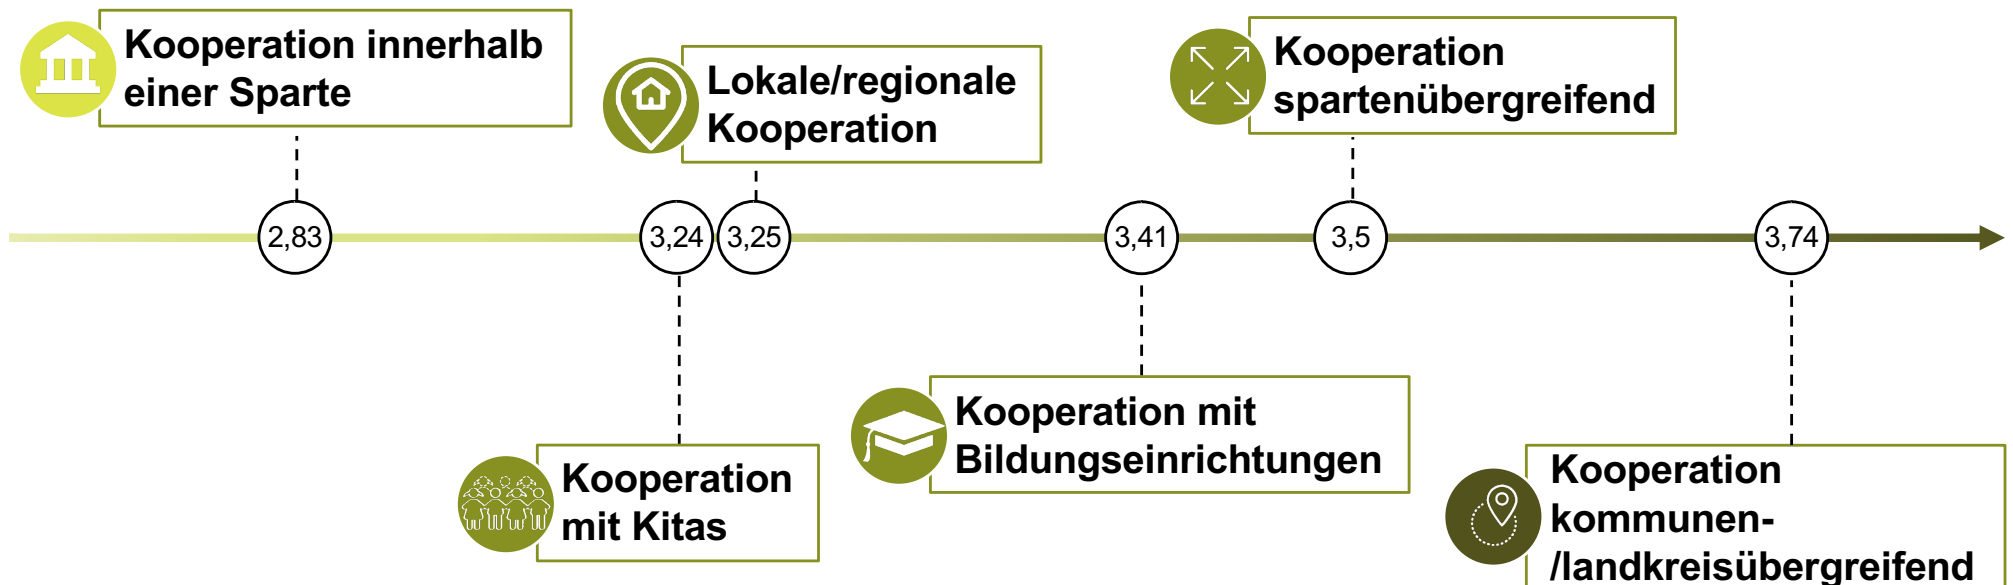 Kooperation innerhalb
einer Sparte
Lokale/regionale
Kooperation
Kooperation
spartenübergreifend
2,83
3,24
3,25
3,41
3,5
3,74
Kooperation
mit Kitas
Kooperation mit
Bildungseinrichtungen
Kooperation
kommunen-
/landkreisübergreifend